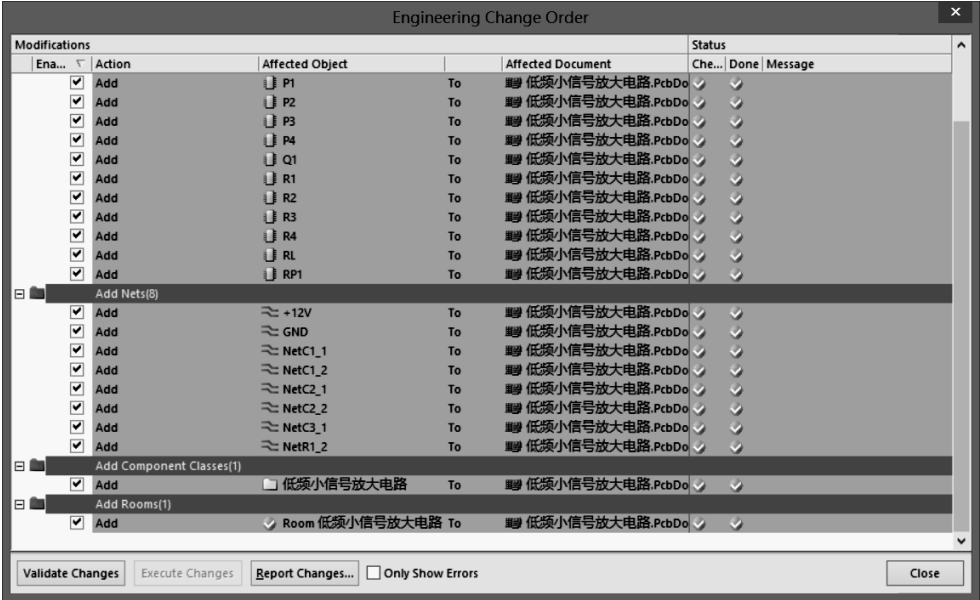 Engineering Change Order
Modifications Status
Ena... Action Affected Object Affected Document Che... Done Message
Add P1 To 低频小信号放大电路.PcbDo
Add P2 To 低频小信号放大电路.PcbDo
Add P3 To 低频小信号放大电路.PcbDo
Add P4 To 低频小信号放大电路.PcbDo
Add Q1 To 低频小信号放大电路.PcbDo
Add R1 To 低频小信号放大电路.PcbDo
Add R2 To 低频小信号放大电路.PcbDo
Add R3 To 低频小信号放大电路.PcbDo
Add R4 To 低频小信号放大电路.PcbDo
Add RL To 低频小信号放大电路.PcbDo
Add RP1 To 低频小信号放大电路.PcbDo
Add Nets(8)
Add +12V To 低频小信号放大电路.PcbDo
Add GND To 低频小信号放大电路.PcbDo
Add NetC1_1 To 低频小信号放大电路.PcbDo
Add NetC1_2 To 低频小信号放大电路.PcbDo
Add NetC2_1 To 低频小信号放大电路.PcbDo
Add NetC2_2 To 低频小信号放大电路.PcbDo
Add NetC3_1 To 低频小信号放大电路.PcbDo
Add NetR1_2 To 低频小信号放大电路.PcbDo
Add Component Classes(1)
Add 低频小信号放大电路 To 低频小信号放大电路.PcbDo
Add Rooms(1)
Add Room 低频小信号放大电路 To 低频小信号放大电路.PcbDo
Validate Changes Execute Changes Report Changes... Only Show Errors Close